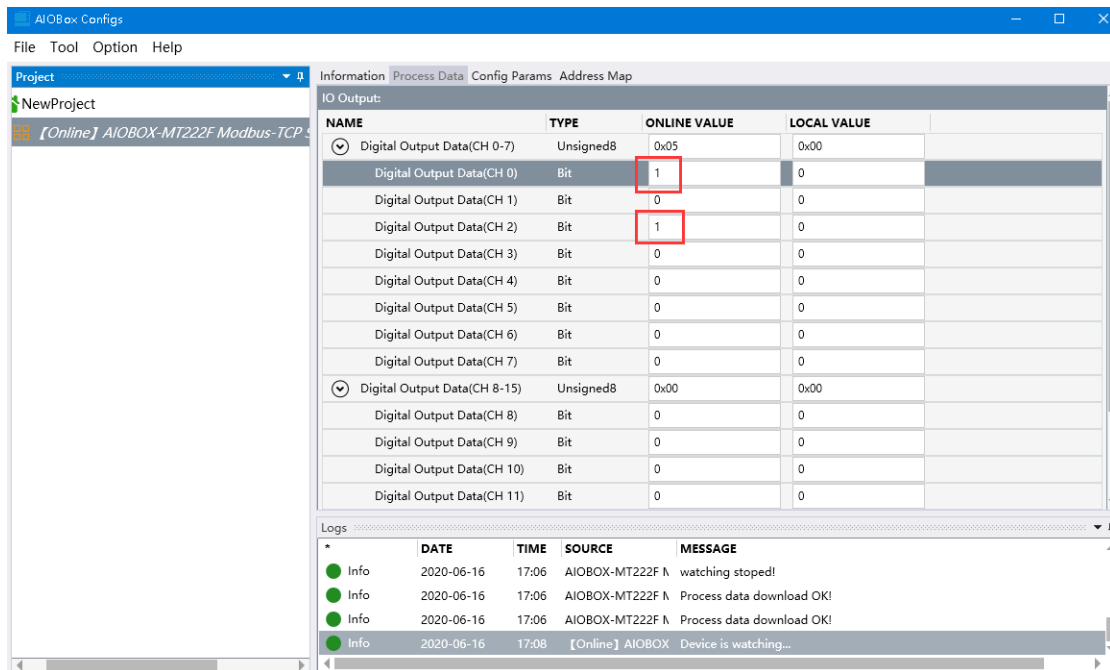 AIOBox Configs
File Tool Option Help
Project
NewProject
【Online】AIOBOX-MT222F Modbus-TCP
Information Process Data Config Params Address Map
IO Output:
NAME TYPE ONLINE VALUE LOCAL VALUE
Digital Output Data(CH 0-7) Unsigned8 0x05 0x00
Digital Output Data(CH 0) Bit 1 0
Digital Output Data(CH 1) Bit 0 0
Digital Output Data(CH 2) Bit 1 0
Digital Output Data(CH 3) Bit 0 0
Digital Output Data(CH 4) Bit 0 0
Digital Output Data(CH 5) Bit 0 0
Digital Output Data(CH 6) Bit 0 0
Digital Output Data(CH 7) Bit 0 0
Digital Output Data(CH 8-15) Unsigned8 0x00 0x00
Digital Output Data(CH 8) Bit 0 0
Digital Output Data(CH 9) Bit 0 0
Digital Output Data(CH 10) Bit 0 0
Digital Output Data(CH 11) Bit 0 0
Logs
* DATE TIME SOURCE MESSAGE
Info 2020-06-16 17:06 AIOBOX-MT222F watching stoped!
Info 2020-06-16 17:06 AIOBOX-MT222F Process data download OK!
Info 2020-06-16 17:06 AIOBOX-MT222F Process data download OK!
Info 2020-06-16 17:08 【Online】AIOBOX Device is watching...